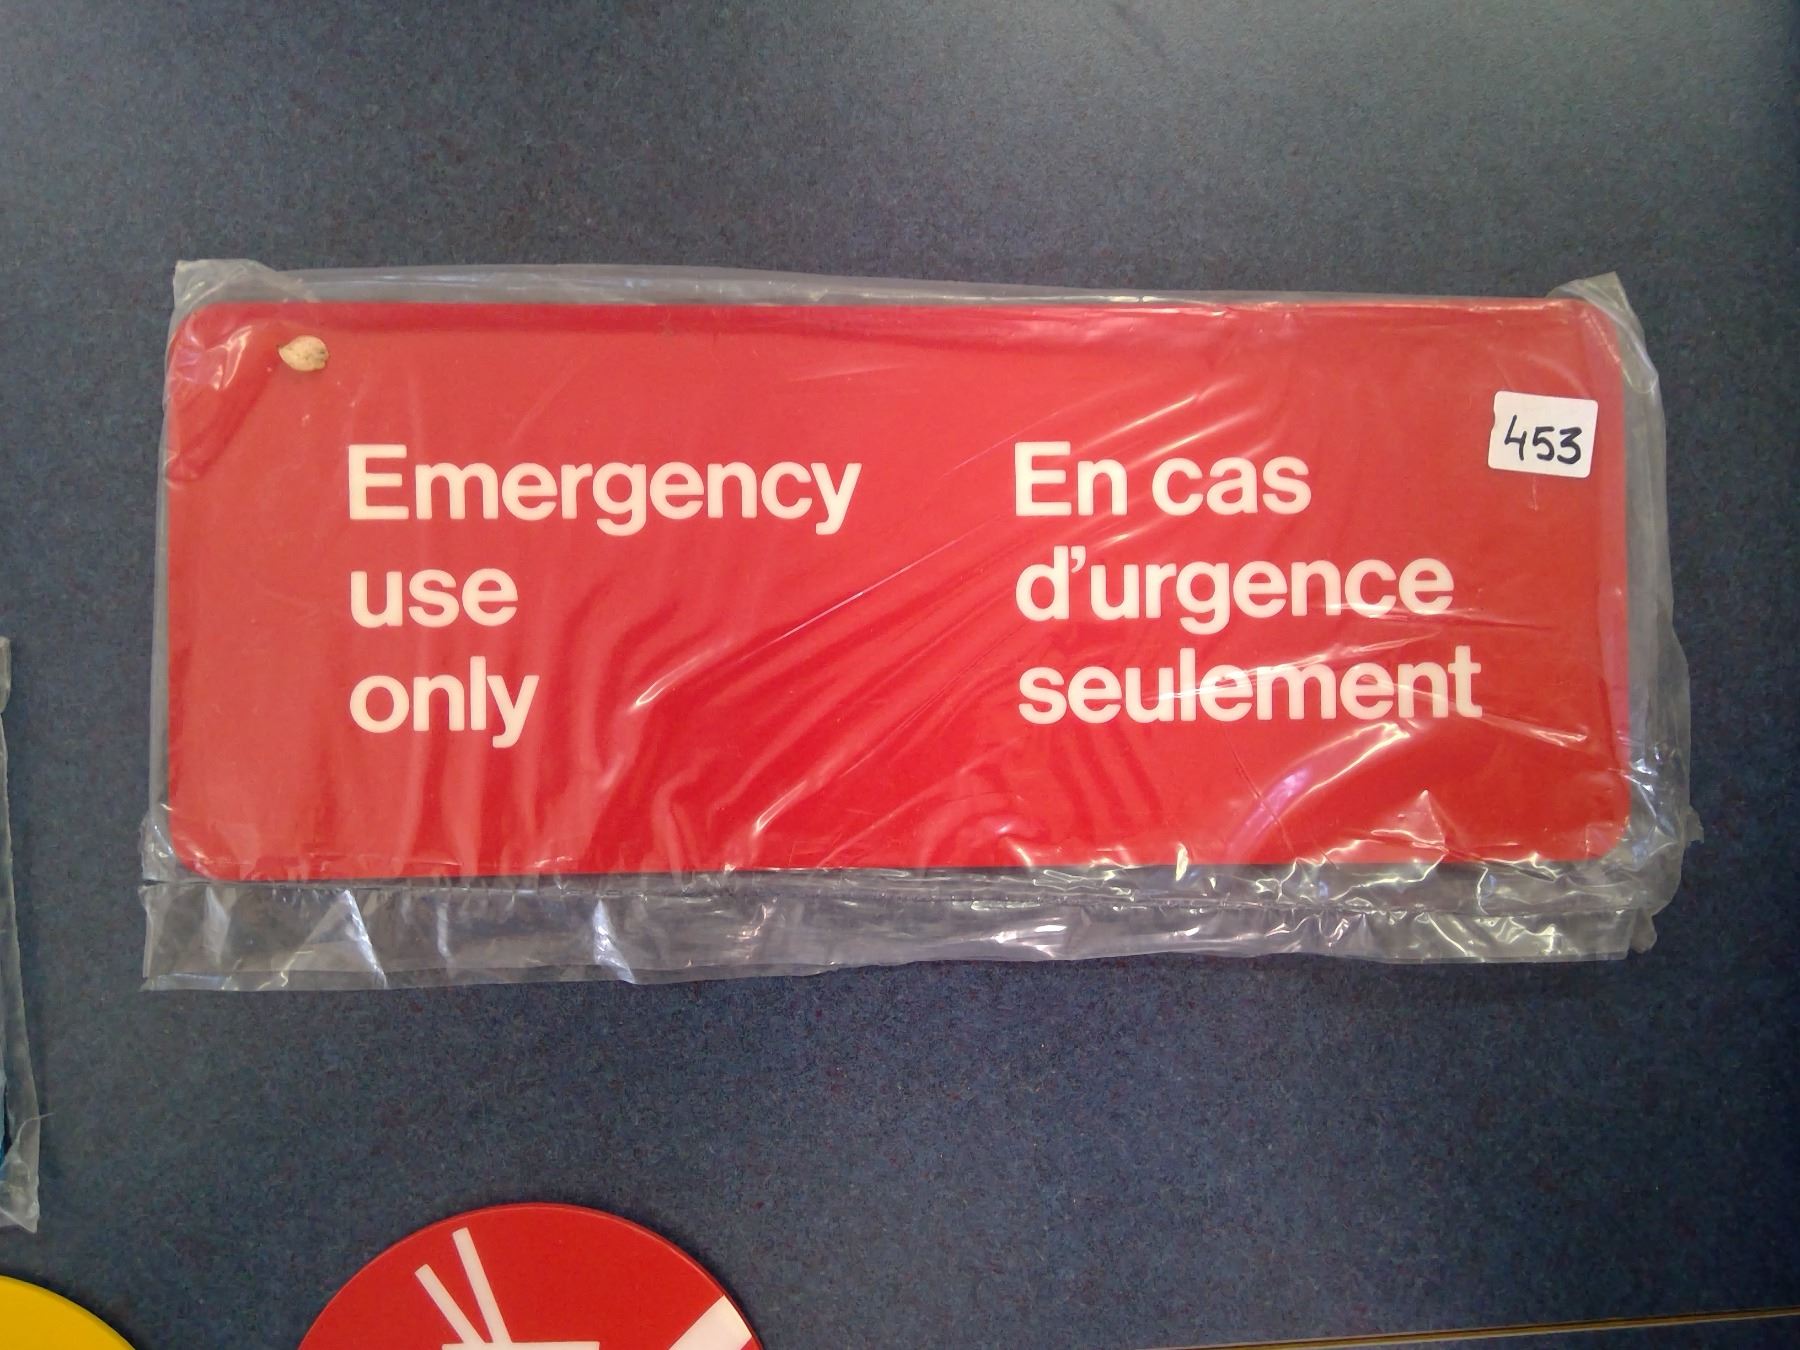 Emergency
use
only
En cas
d'urgence
seulement
453